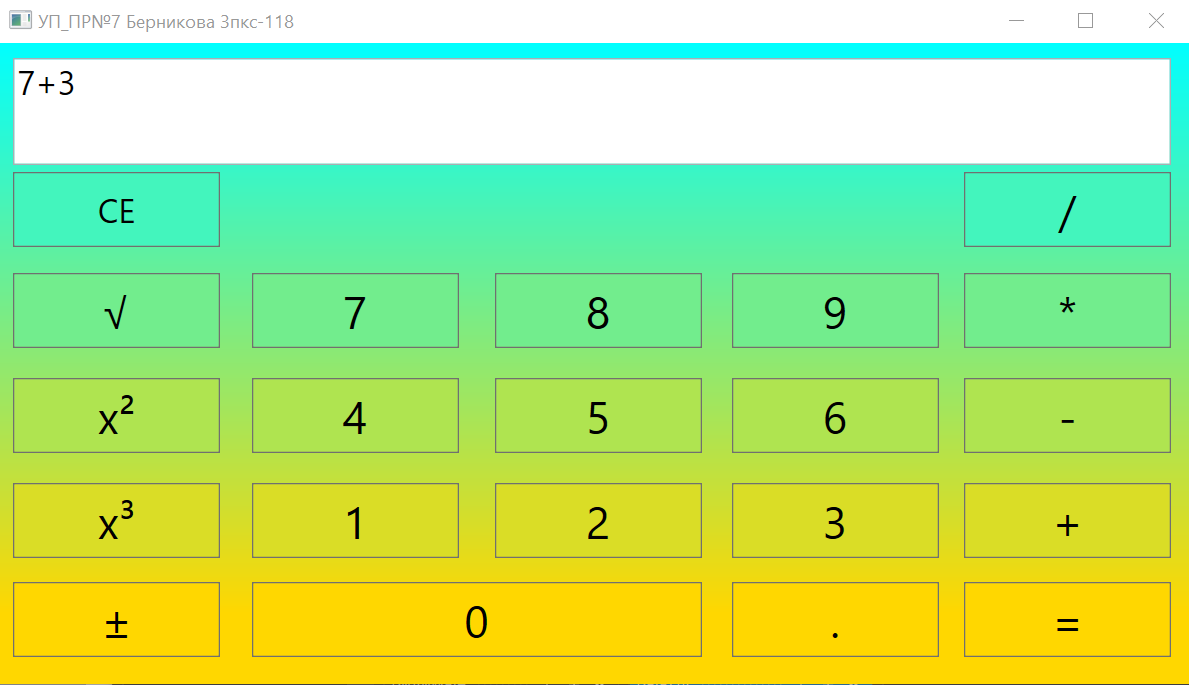 УП_ПР№7 Берникова 3пкс-118
7+3
CE /
√ 7 8 9 *
x² 4 5 6 -
x³ 1 2 3 +
± 0 . =